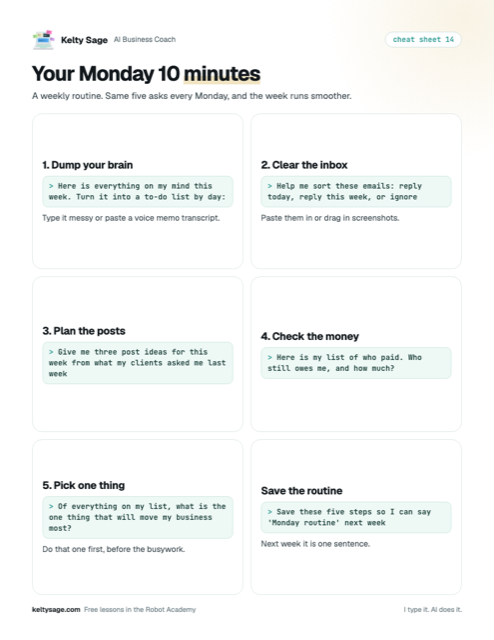 Kelty Sage AI Business Coach
cheat sheet 14
Your Monday 10 minutes
A weekly routine. Same five asks every Monday, and the week runs smoother.
1. Dump your brain
> Here is everything on my mind this
week. Turn it into a to-do list by day:
Type it messy or paste a voice memo transcript.
2. Clear the inbox
> Help me sort these emails: reply
today, reply this week, or ignore
Paste them in or drag in screenshots.
3. Plan the posts
> Give me three post ideas for this
week from what my clients asked me last
week
4. Check the money
> Here is my list of who paid. Who
still owes me, and how much?
5. Pick one thing
> Of everything on my list, what is the
one thing that will move my business
most?
Do that one first, before the busywork.
Save the routine
> Save these five steps so I can say
'Monday routine' next week
Next week it is one sentence.
keltysage.com Free lessons in the Robot Academy
I type it. AI does it.